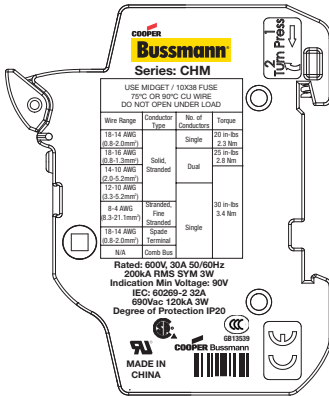 COOPER
Bussmann®
Series: CHM
1
Turn Press
2
USE MIDGET / 10X38 FUSE
75ºC OR 90ºC CU WIRE
DO NOT OPEN UNDER LOAD
Wire Range Conductor Type No. of Conductors Torque
18-14 AWG (0.8-2.0mm²) Solid, Stranded Single 20 in-lbs 2.3 Nm
18-16 AWG (0.8-1.3mm²) Dual 25 in-lbs 2.8 Nm
14-10 AWG (2.0-5.2mm²)
12-10 AWG (3.3-5.2mm²) Single 30 in-lbs 3.4 Nm
8-4 AWG (8.3-21.1mm²) Stranded, Fine Stranded
18-14 AWG (0.8-2.0mm²) Spade Terminal
N/A Comb Bus
Rated: 600V, 30A 50/60Hz
200kA RMS SYM 3W
Indication Min Voltage: 90V
IEC: 60269-2 32A
690Vac 120kA 3W
Degree of Protection IP20
GB13539
COOPER Bussmann
MADE IN
CHINA